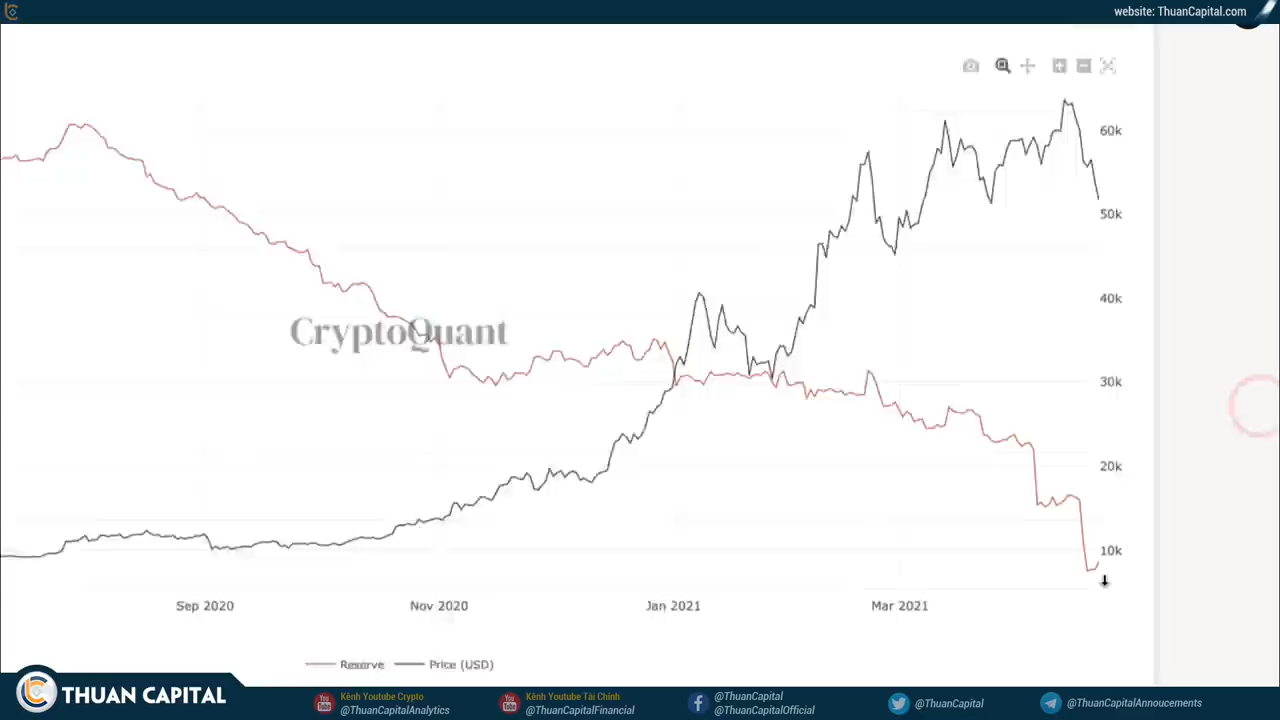 website: ThuanCapital.com
60k
50k
40k
30k
20k
10k
CryptoQuant
Sep 2020
Nov 2020
Jan 2021
Mar 2021
Reserve
Price (USD)
THUAN CAPITAL
Kênh Youtube Crypto
@ThuanCapitalAnalytics
Kênh Youtube Tài Chính
@ThuanCapitalFinancial
@ThuanCapital
@ThuanCapitalOfficial
@ThuanCapital
@ThuanCapitalAnnoucements